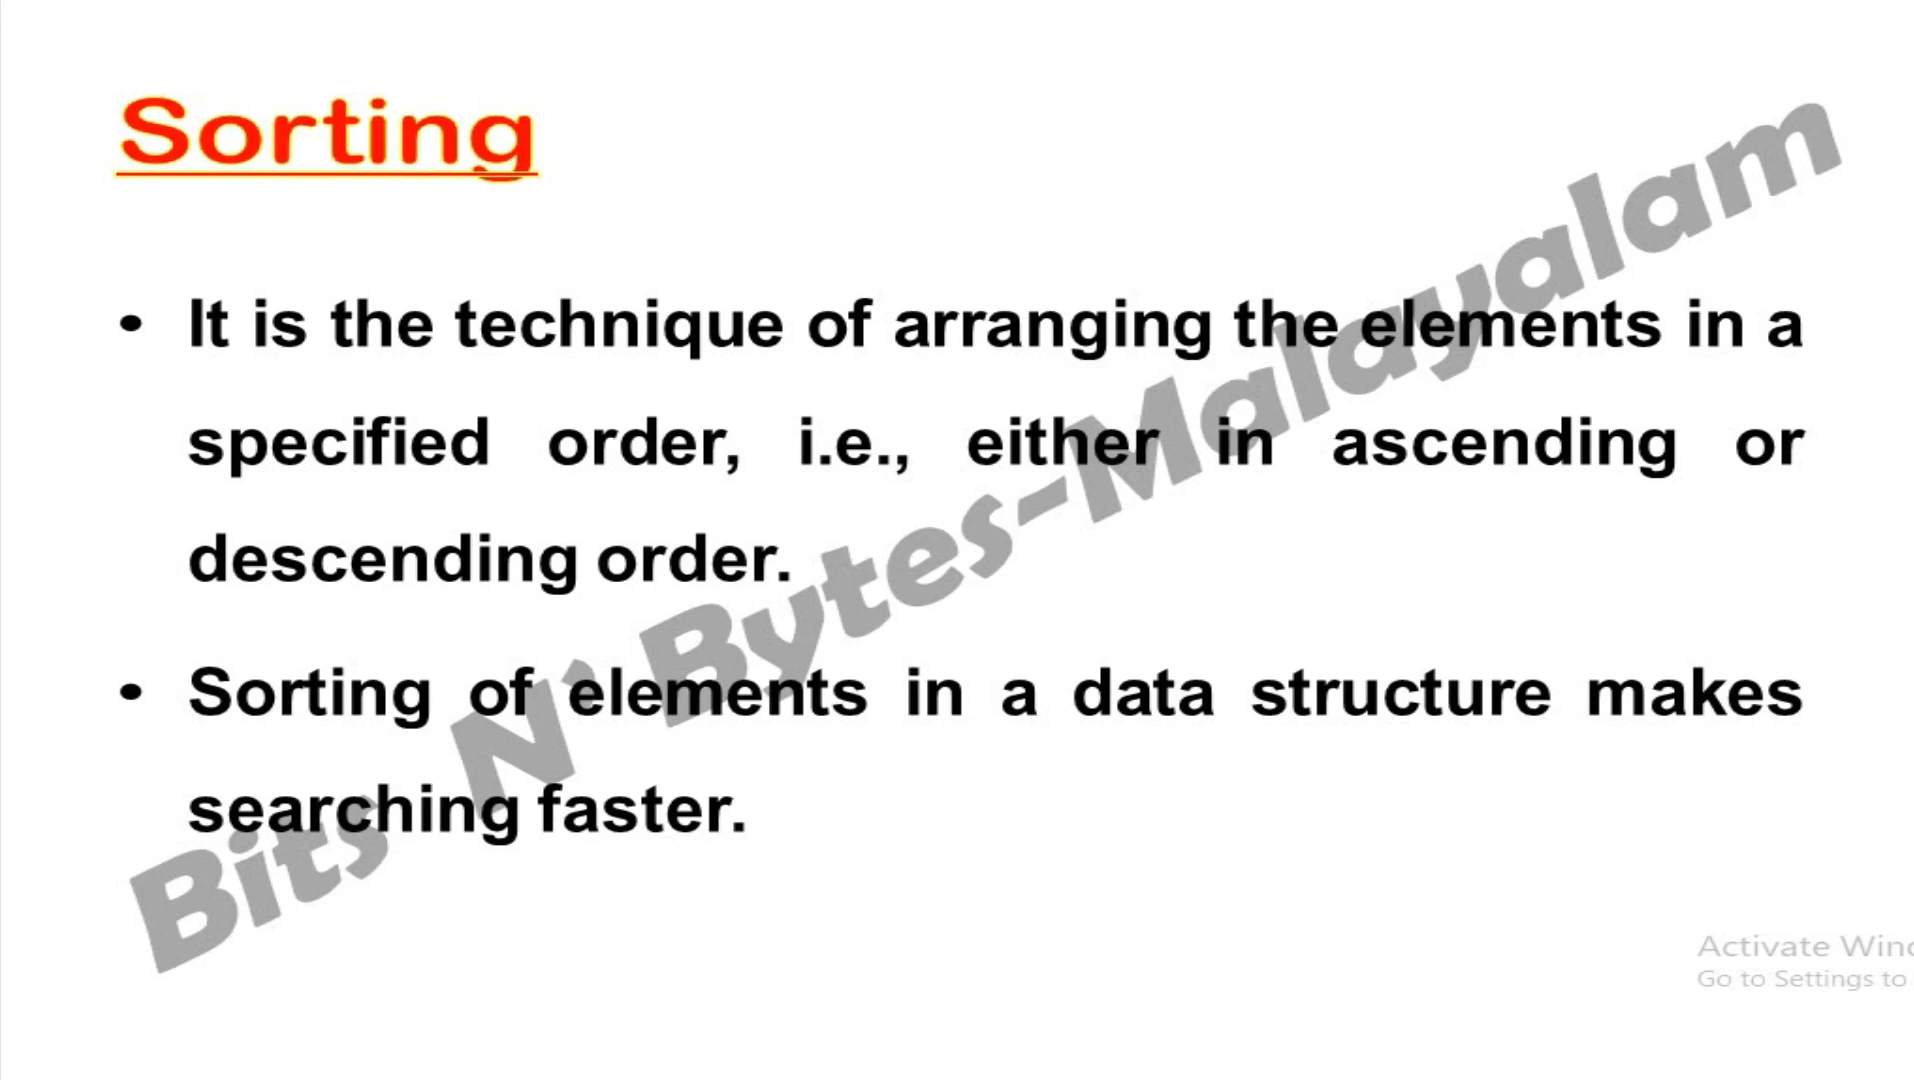 Sorting
• It is the technique of arranging the elements in a
specified order, i.e., either in ascending or
descending order.
• Sorting of elements in a data structure makes
searching faster.
Bits N' Bytes-Malayalam
Activate
Go to Settings to